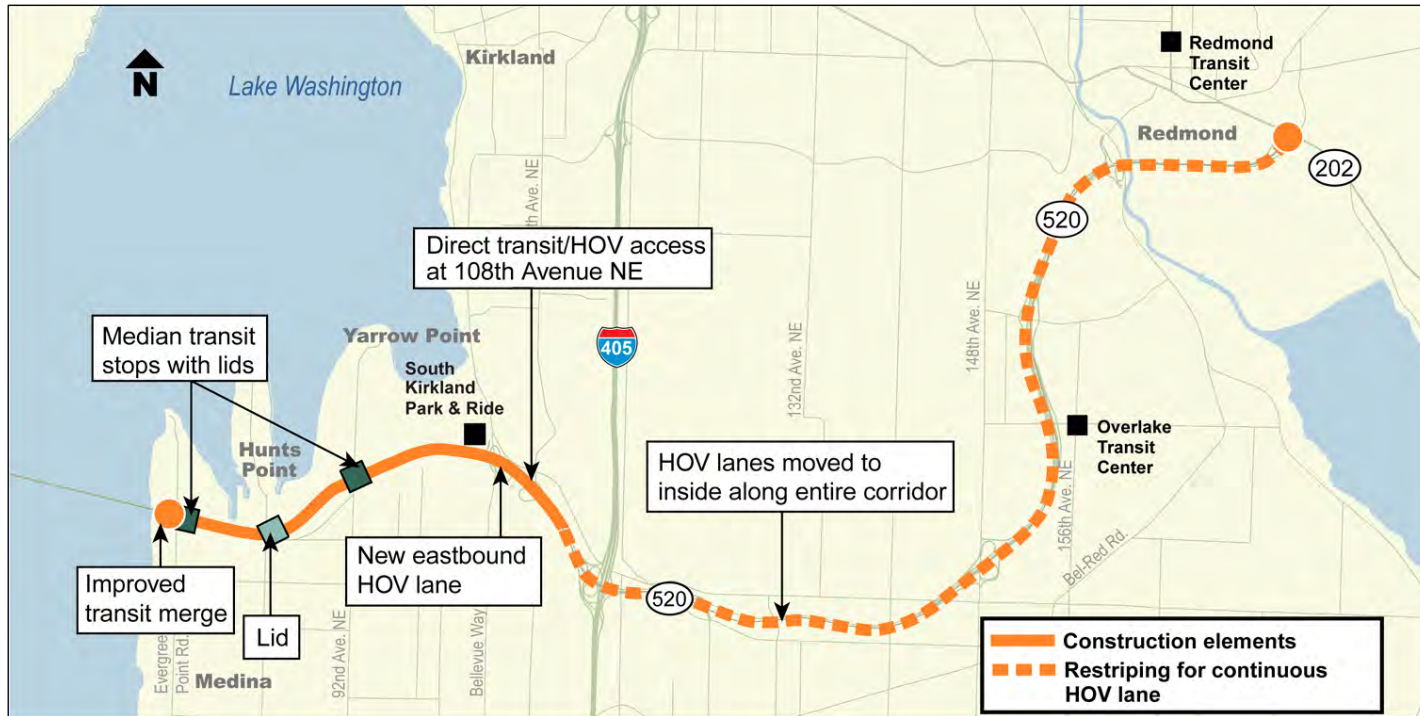 N
Lake Washington
Kirkland
Redmond
Transit
Center
Redmond
202
520
th Ave. NE
Direct transit/HOV access
at 108th Avenue NE
405
Median transit
stops with lids
Yarrow Point
South
Kirkland
Park & Ride
Hunts
Point
132nd Ave. NE
148th Ave. NE
Overlake
Transit
Center
156th Ave. NE
Bel-Red Rd.
HOV lanes moved to
inside along entire corridor
New eastbound
HOV lane
520
Improved
transit merge
Lid
Evergree
Point Rd.
Medina
92nd Ave. NE
Bellevue Way
Construction elements
Restriping for continuous
HOV lane